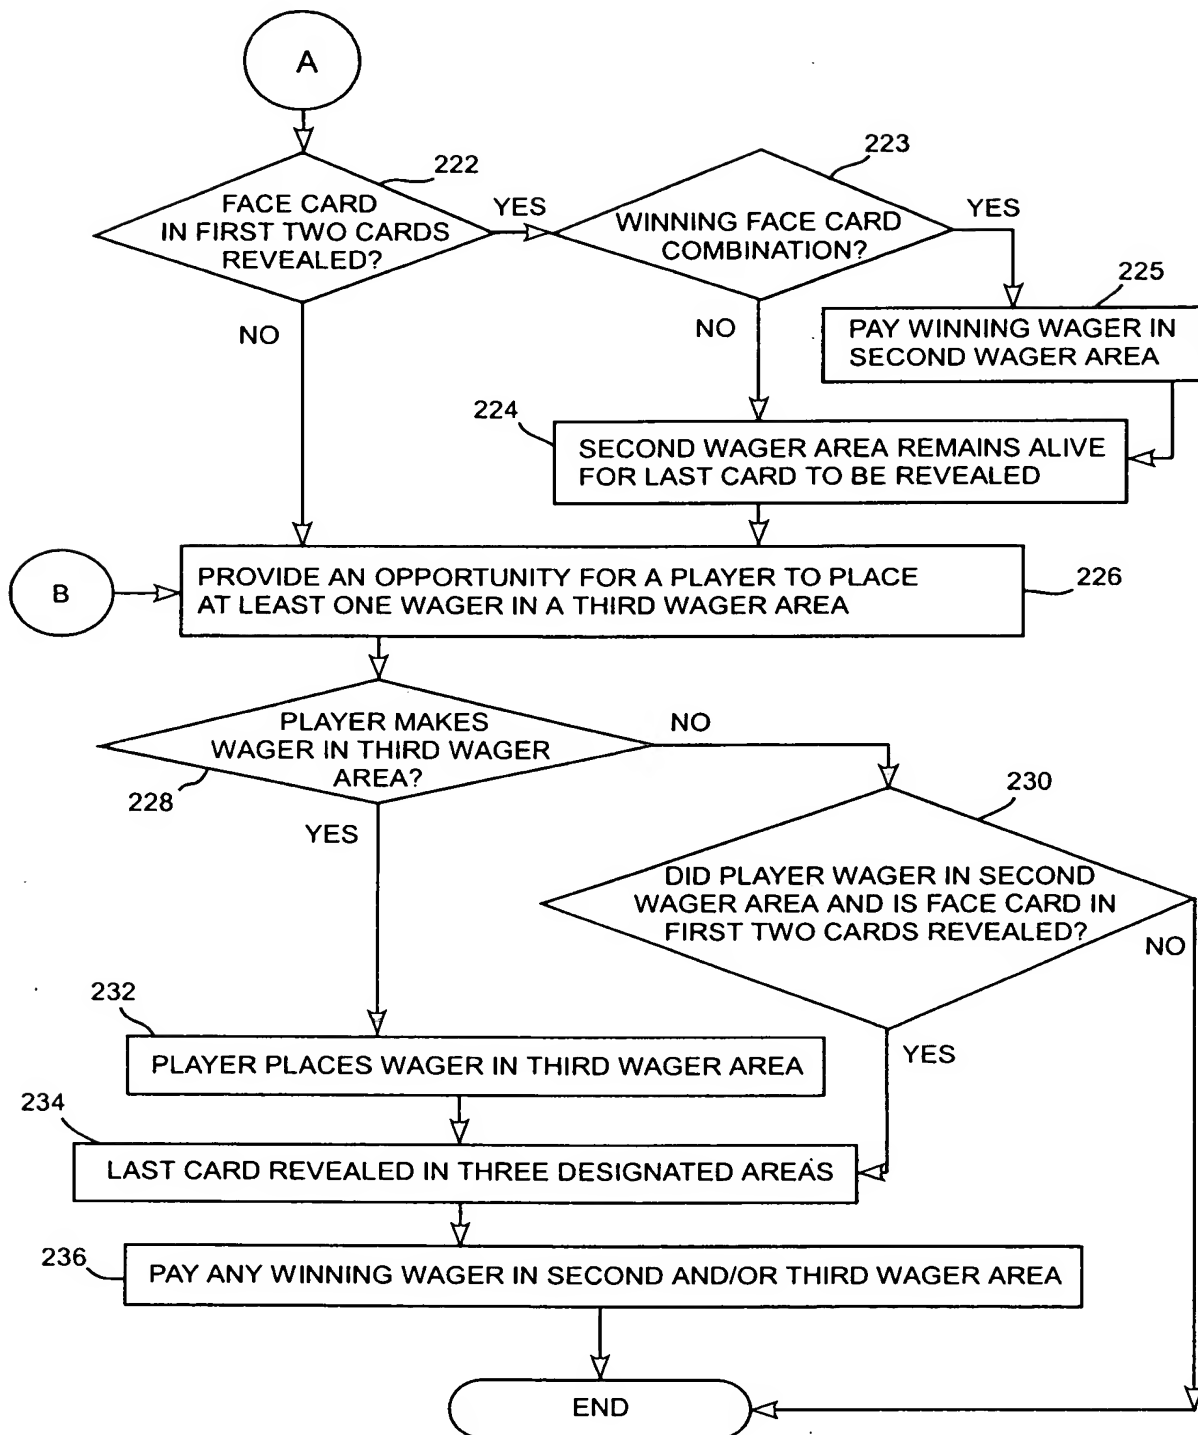 A
222
FACE CARD
IN FIRST TWO CARDS
REVEALED?
YES
NO
223
WINNING FACE CARD
COMBINATION?
YES
NO
225
PAY WINNING WAGER IN
SECOND WAGER AREA
224
SECOND WAGER AREA REMAINS ALIVE
FOR LAST CARD TO BE REVEALED
B
PROVIDE AN OPPORTUNITY FOR A PLAYER TO PLACE
AT LEAST ONE WAGER IN A THIRD WAGER AREA
226
PLAYER MAKES
WAGER IN THIRD WAGER
AREA?
228
NO
YES
230
DID PLAYER WAGER IN SECOND
WAGER AREA AND IS FACE CARD IN
FIRST TWO CARDS REVEALED?
NO
YES
232
PLAYER PLACES WAGER IN THIRD WAGER AREA
234
LAST CARD REVEALED IN THREE DESIGNATED AREAS
236
PAY ANY WINNING WAGER IN SECOND AND/OR THIRD WAGER AREA
END